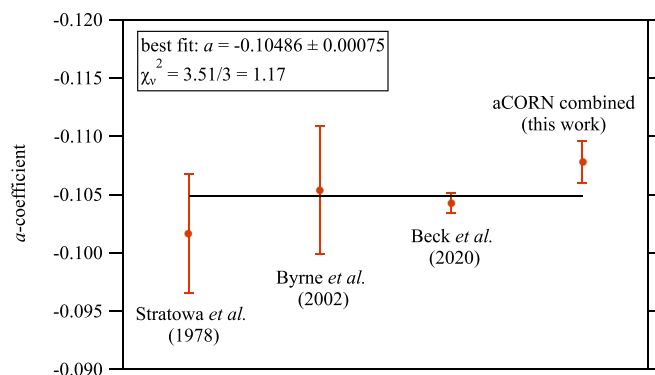 -0.120
-0.115
-0.110
-0.105
-0.100
-0.095
-0.090
a-coefficient
best fit: a = -0.10486 ± 0.00075
χᵥ² = 3.51/3 = 1.17
aCORN combined
(this work)
Beck et al.
(2020)
Byrne et al.
(2002)
Stratowa et al.
(1978)